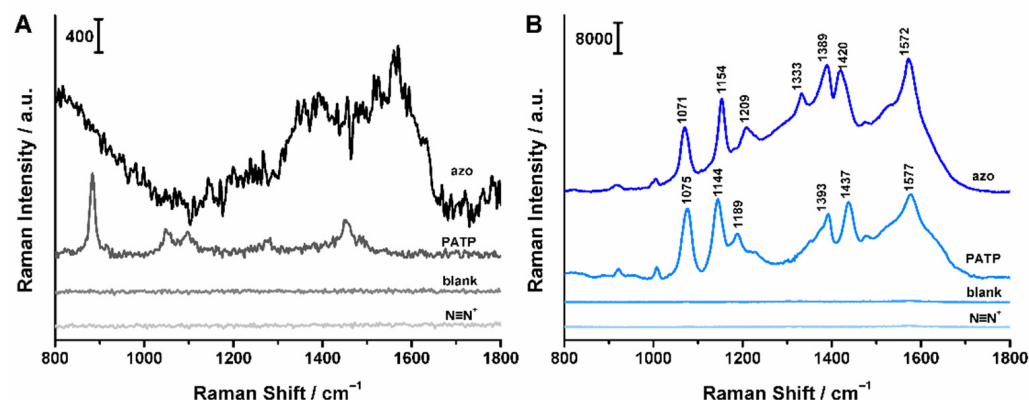 A
400
azo
PATP
blank
N≡N⁺
800 1000 1200 1400 1600 1800
Raman Shift / cm⁻¹
Raman Intensity / a.u.
B
8000
1071
1154
1209
1333
1389
1420
1572
azo
1075
1144
1189
1393
1437
1577
PATP
blank
N≡N⁺
800 1000 1200 1400 1600 1800
Raman Shift / cm⁻¹
Raman Intensity / a.u.